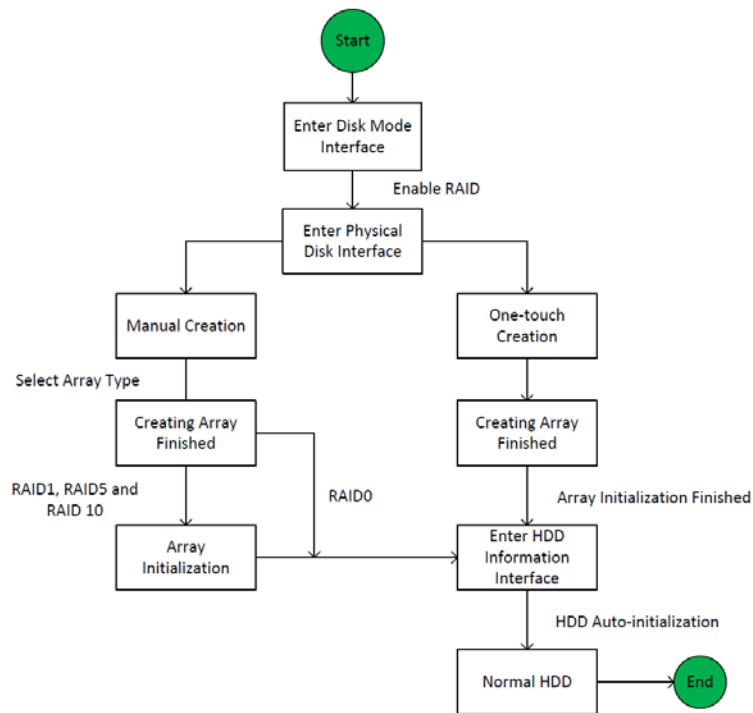 Start
Enter Disk Mode
Interface
Enable RAID
Enter Physical
Disk Interface
Manual Creation
One-touch
Creation
Select Array Type
Creating Array
Finished
Creating Array
Finished
RAID1, RAID5 and
RAID 10
RAID0
Array Initialization Finished
Array
Initialization
Enter HDD
Information
Interface
HDD Auto-initialization
Normal HDD
End